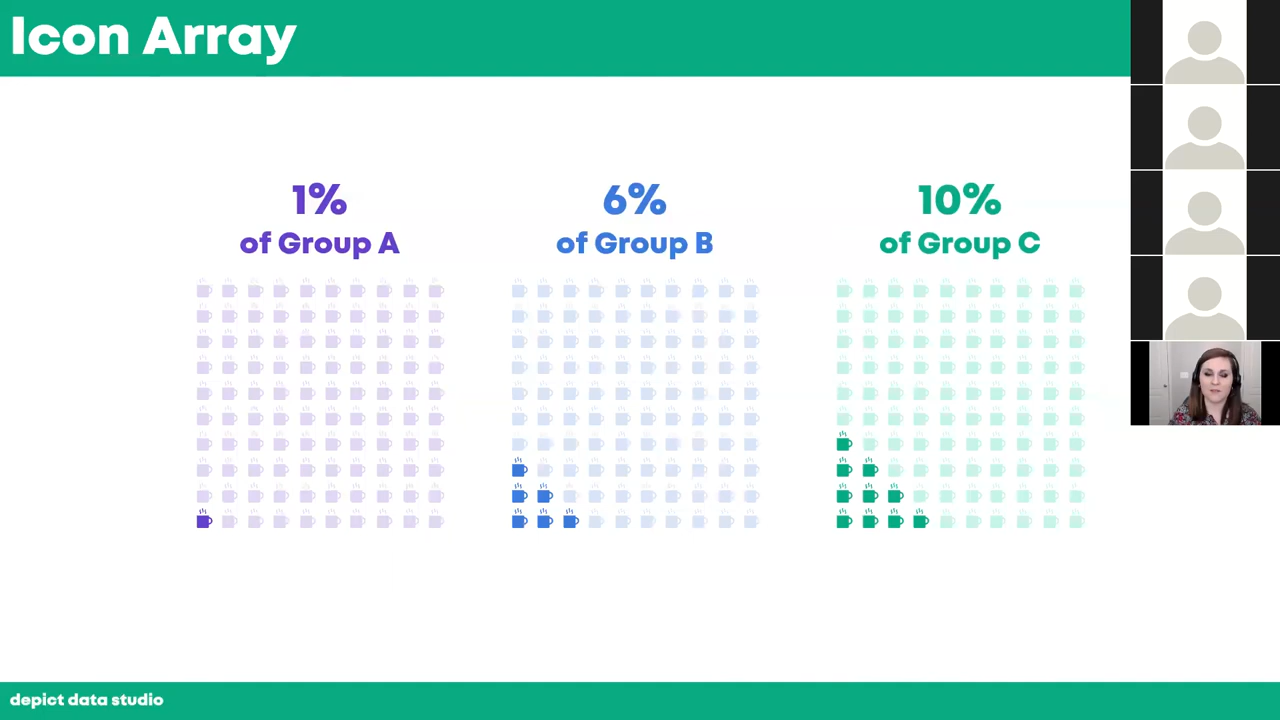 Icon Array
1%
of Group A
6%
of Group B
10%
of Group C
depict data studio